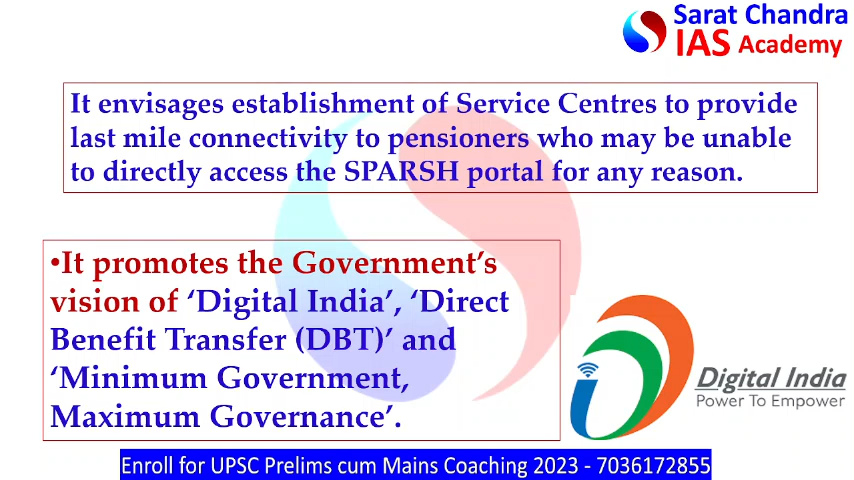 Sarat Chandra
IAS Academy
It envisages establishment of Service Centres to provide
last mile connectivity to pensioners who may be unable
to directly access the SPARSH portal for any reason.
•It promotes the Government’s
vision of ‘Digital India’, ‘Direct
Benefit Transfer (DBT)’ and
‘Minimum Government,
Maximum Governance’.
Digital India
Power To Empower
Enroll for UPSC Prelims cum Mains Coaching 2023 - 7036172855